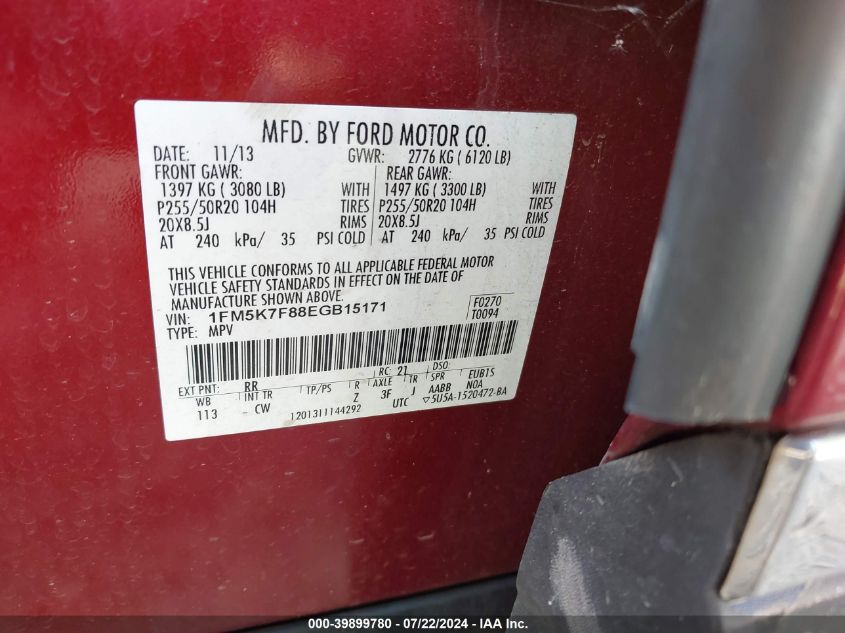 MFD. BY FORD MOTOR CO.
DATE: 11/13 GVWR: 2776 KG ( 6120 LB)
FRONT GAWR: REAR GAWR:
1397 KG ( 3080 LB) WITH 1497 KG ( 3300 LB) WITH
P255/50R20 104H TIRES P255/50R20 104H TIRES
20X8.5J RIMS 20X8.5J RIMS
AT 240 kPa/ 35 PSI COLD AT 240 kPa/ 35 PSI COLD
THIS VEHICLE CONFORMS TO ALL APPLICABLE FEDERAL MOTOR
VEHICLE SAFETY STANDARDS IN EFFECT ON THE DATE OF
MANUFACTURE SHOWN ABOVE.
VIN: 1FM5K7F88EGB15171 F0270
TYPE: MPV T0094
EXT PNT: RR RC: 21 DSO:
WB INT TR TP/PS R AXLE TR SPR EUB15
113 - CW Z 3F J AABB NOA
1201311144292 UTC ▽5U5A-1520472-BA
000-39899780 - 07/22/2024 - IAA Inc.